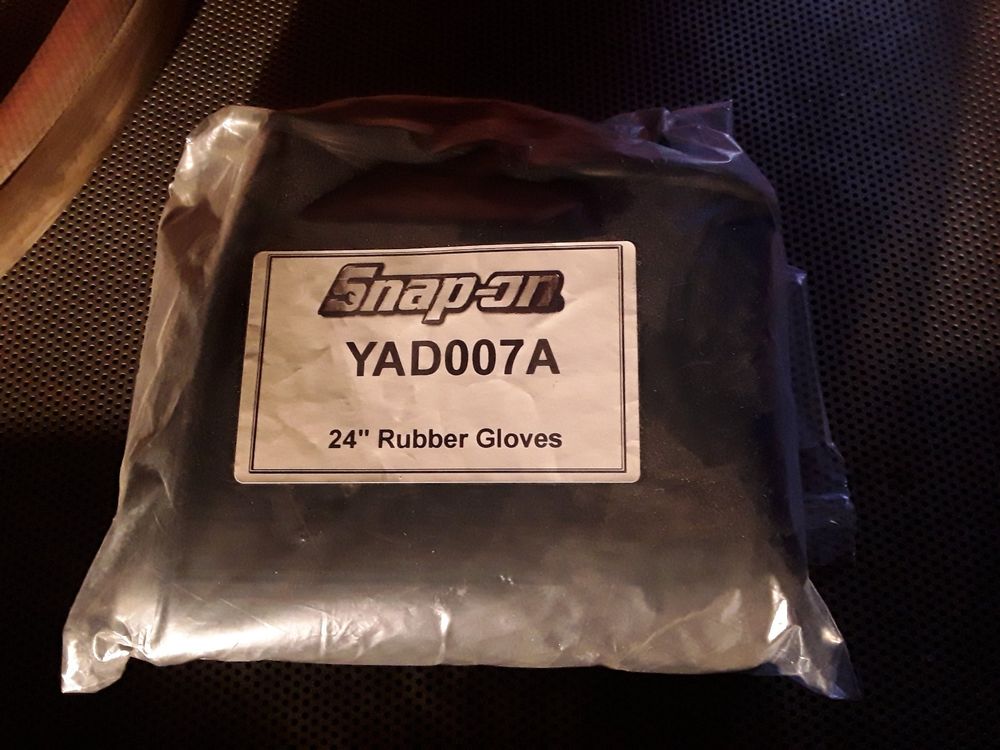 Snap-on
YAD007A
24" Rubber Gloves